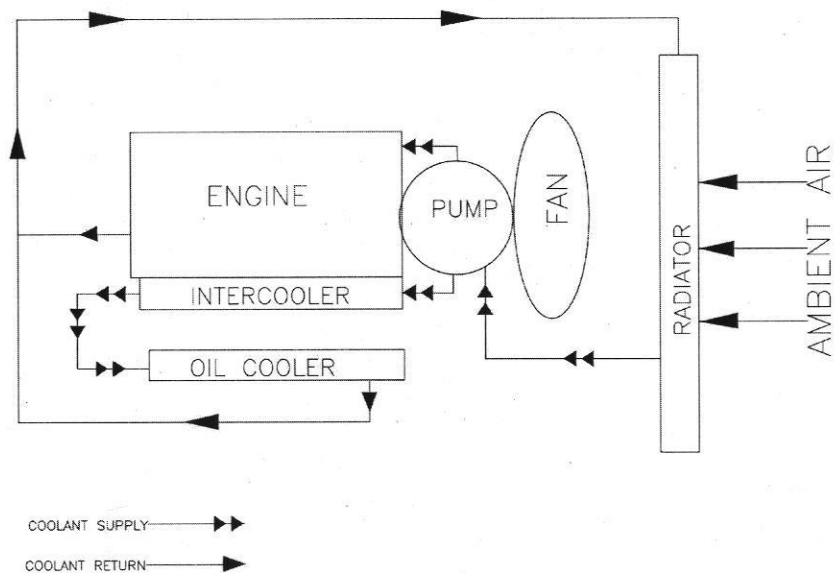 ENGINE
PUMP
FAN
INTERCOOLER
OIL COOLER
RADIATOR
AMBIENT AIR
COOLANT SUPPLY
COOLANT RETURN